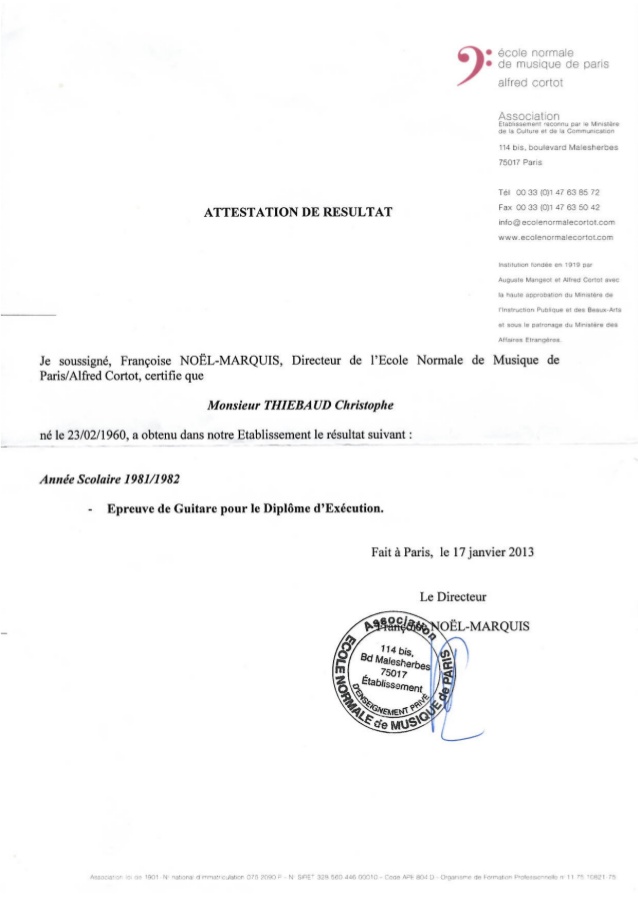 école normale
de musique de paris
alfred cortot
Association
Etablissement reconnu par le Ministère
de la Culture et de la Communication
114 bis, boulevard Malesherbes
75017 Paris
Tél 00 33 (0)1 47 63 85 72
Fax 00 33 (0)1 47 63 50 42
info@ecolenormalecortot.com
www.ecolenormalecortot.com
Institution fondée en 1919 par
Auguste Mangeot et Alfred Cortot avec
la haute approbation du Ministère de
l'Instruction Publique et des Beaux-Arts
et sous le patronage du Ministère des
Affaires Etrangères.
ATTESTATION DE RESULTAT
Je soussigné, Françoise NOËL-MARQUIS, Directeur de l'Ecole Normale de Musique de
Paris/Alfred Cortot, certifie que
Monsieur THIEBAUD Christophe
né le 23/02/1960, a obtenu dans notre Etablissement le résultat suivant :
Année Scolaire 1981/1982
- Epreuve de Guitare pour le Diplôme d'Exécution.
Fait à Paris, le 17 janvier 2013
Le Directeur
Françoise NOËL-MARQUIS
Association
114 bis,
Bd Malesherbes
75017
Établissement
D'ENSEIGNEMENT PRIVÉ
ECOLE NORMALE de MUSIQUE de PARIS
Association loi de 1901 N° national d'immatriculation 075 2090 P - N° SIRET 328 560 446 00010 - Code APE 804 D - Organisme de Formation Professionnelle n° 11 75 10821 75